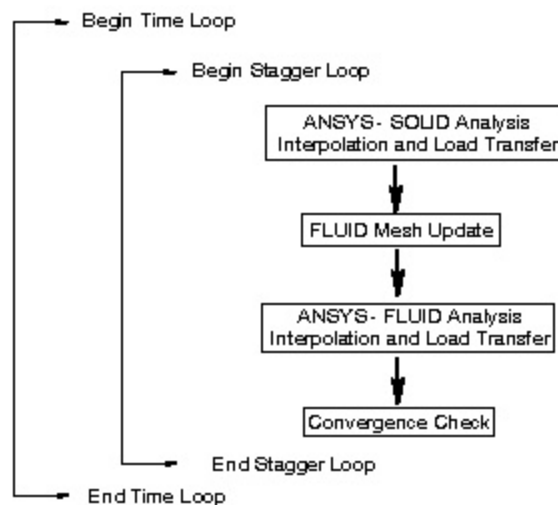 Begin Time Loop
Begin Stagger Loop
ANSYS- SOLID Analysis
Interpolation and Load Transfer
FLUID Mesh Update
ANSYS- FLUID Analysis
Interpolation and Load Transfer
Convergence Check
End Stagger Loop
End Time Loop